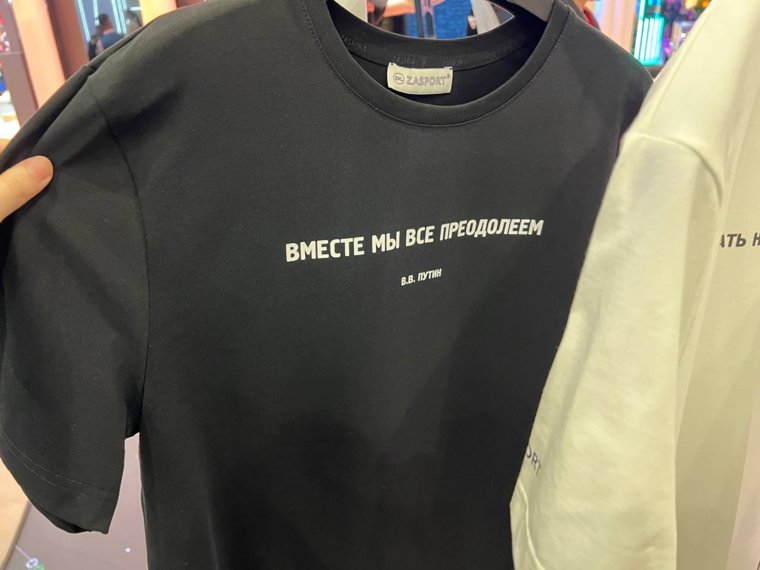 ZASPORT
ВМЕСТЕ МЫ ВСЕ ПРЕОДОЛЕЕМ
В.В. ПУТИН